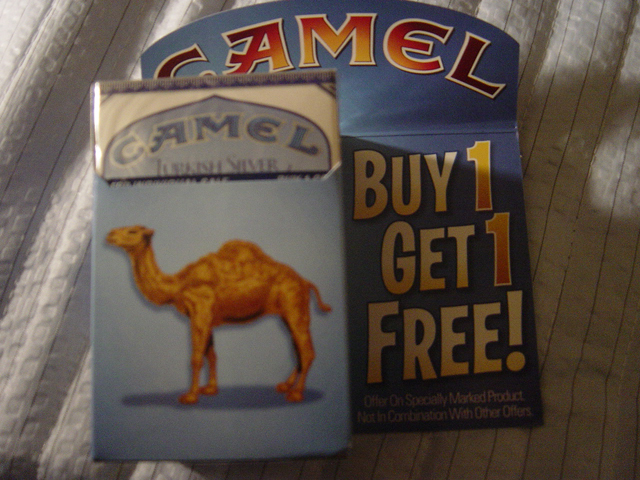 CAMEL
CAMEL
TURKISH SILVER
BUY 1
GET 1
FREE!
Offer On Specially Marked Product.
Not In Combination With Other Offers.